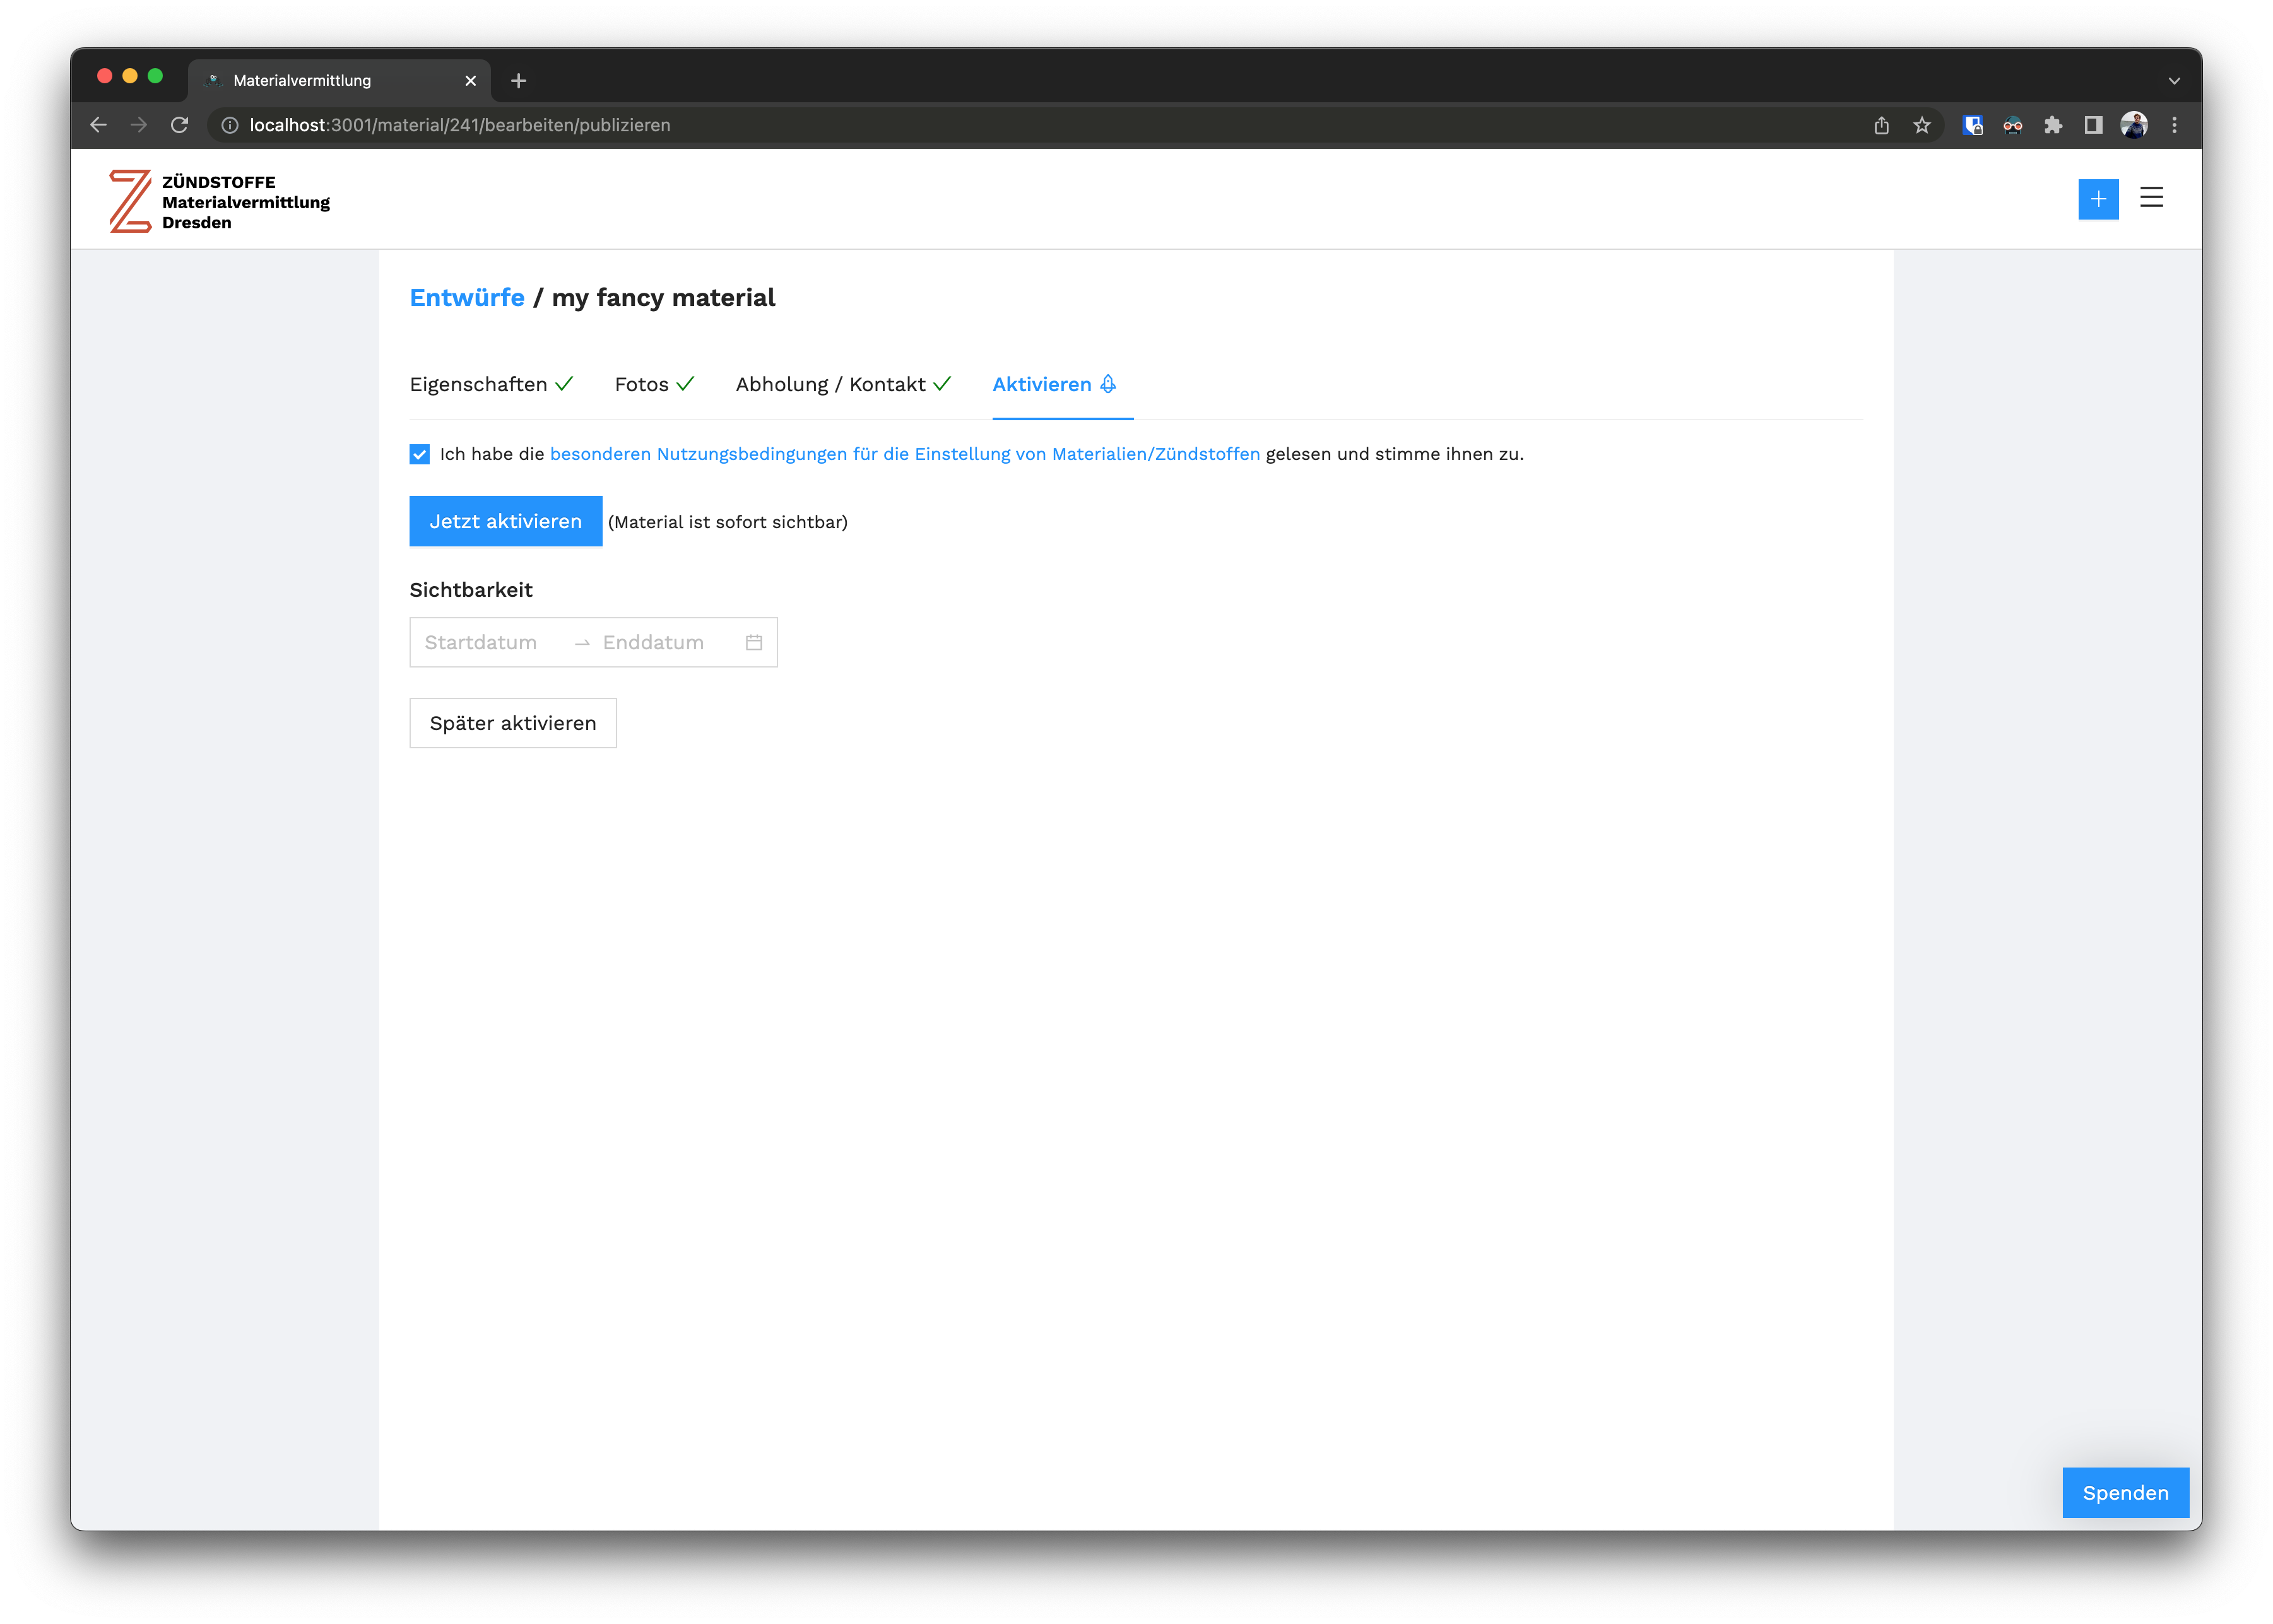 Materialvermittlung
localhost:3001/material/241/bearbeiten/publizieren
ZÜNDSTOFFE
Materialvermittlung
Dresden
Entwürfe / my fancy material
Eigenschaften Fotos Abholung / Kontakt Aktivieren
Ich habe die besonderen Nutzungsbedingungen für die Einstellung von Materialien/Zündstoffen gelesen und stimme ihnen zu.
Jetzt aktivieren (Material ist sofort sichtbar)
Sichtbarkeit
Startdatum → Enddatum
Später aktivieren
Spenden